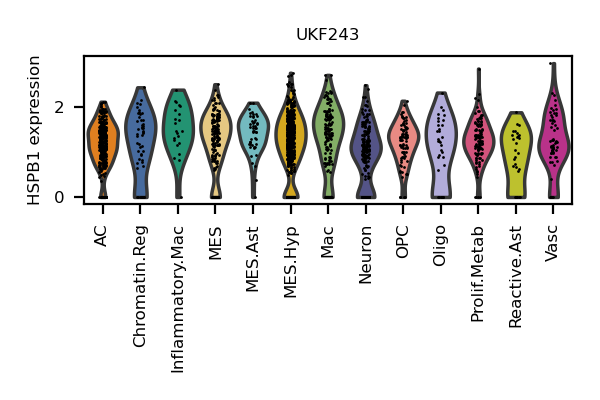 UKF243
HSPB1 expression
2
0
AC
Chromatin.Reg
Inflammatory.Mac
MES
MES.Ast
MES.Hyp
Mac
Neuron
OPC
Oligo
Prolif.Metab
Reactive.Ast
Vasc